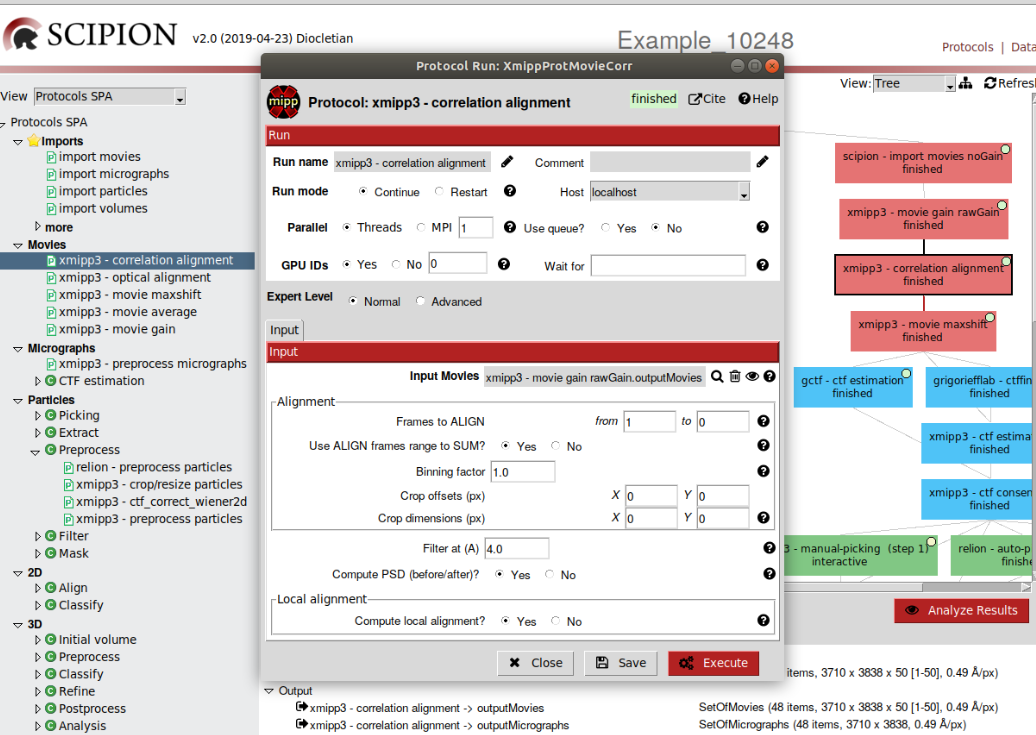 SCIPION v2.0 (2019-04-23) Diocletian
Example_10248
Protocols | Data
View Protocols SPA
View: Tree Refresh
Protocols SPA
Imports
import movies
import micrographs
import particles
import volumes
more
Movies
xmipp3 - correlation alignment
xmipp3 - optical alignment
xmipp3 - movie maxshift
xmipp3 - movie average
xmipp3 - movie gain
Micrographs
xmipp3 - preprocess micrographs
CTF estimation
Particles
Picking
Extract
Preprocess
relion - preprocess particles
xmipp3 - crop/resize particles
xmipp3 - ctf_correct_wiener2d
xmipp3 - preprocess particles
Filter
Mask
2D
Align
Classify
3D
Initial volume
Preprocess
Classify
Refine
Postprocess
Analysis
Protocol Run: XmippProtMovieCorr
mipp
Protocol: xmipp3 - correlation alignment
finished Cite Help
Run
Run name xmipp3 - correlation alignment Comment
Run mode Continue Restart Host localhost
Parallel Threads MPI 1 Use queue? Yes No
GPU IDs Yes No 0 Wait for
Expert Level Normal Advanced
Input
Input
Input Movies xmipp3 - movie gain rawGain.outputMovies
Alignment
Frames to ALIGN from 1 to 0
Use ALIGN frames range to SUM? Yes No
Binning factor 1.0
Crop offsets (px) X 0 Y 0
Crop dimensions (px) X 0 Y 0
Filter at (A) 4.0
Compute PSD (before/after)? Yes No
Local alignment
Compute local alignment? Yes No
Close Save Execute
scipion - import movies noGain
finished
xmipp3 - movie gain rawGain
finished
xmipp3 - correlation alignment
finished
xmipp3 - movie maxshift
finished
gctf - ctf estimation
finished
grigoriefflab - ctffin
finished
xmipp3 - ctf estima
finished
xmipp3 - ctf consen
finished
3 - manual-picking (step 1)
interactive
relion - auto-p
finishe
Analyze Results
items, 3710 x 3838 x 50 [1-50], 0.49 Å/px)
Output
xmipp3 - correlation alignment -> outputMovies SetOfMovies (48 items, 3710 x 3838 x 50 [1-50], 0.49 Å/px)
xmipp3 - correlation alignment -> outputMicrographs SetOfMicrographs (48 items, 3710 x 3838, 0.49 Å/px)